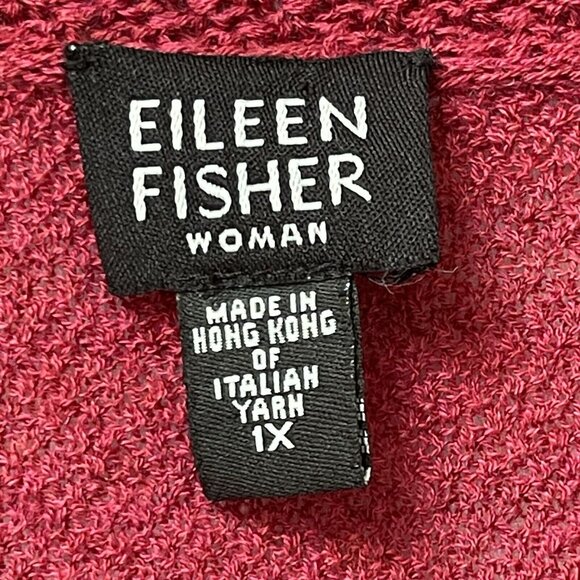 EILEEN
FISHER
WOMAN
MADE IN
HONG KONG
OF
ITALIAN
YARN
1X